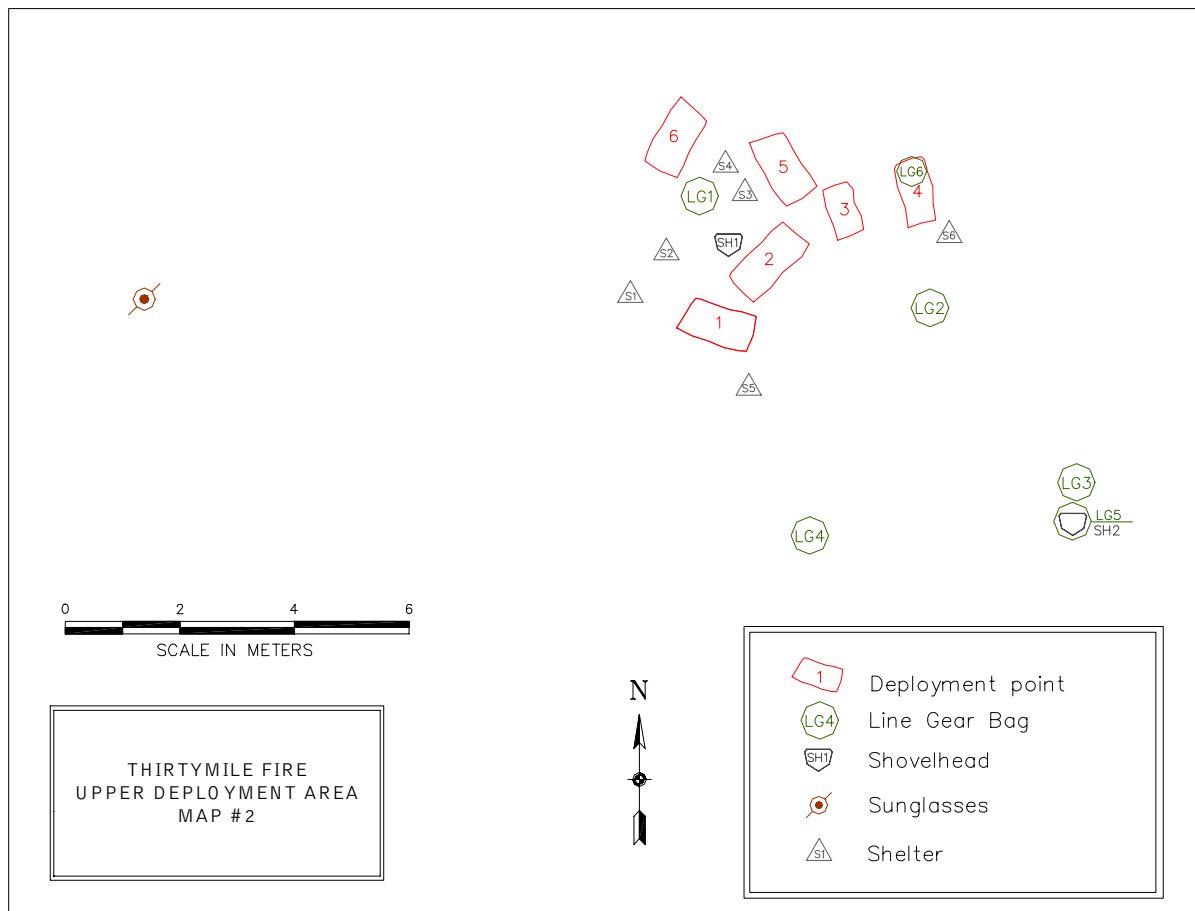 6
5
S4
LG6
LG1
S3
4
3
SH1
S6
S2
2
S1
LG2
1
S5
LG3
LG5
SH2
LG4
0 2 4 6
SCALE IN METERS
N
THIRTYMILE FIRE
UPPER DEPLOYMENT AREA
MAP #2
1 Deployment point
LG4 Line Gear Bag
SH1 Shovelhead
Sunglasses
S1 Shelter